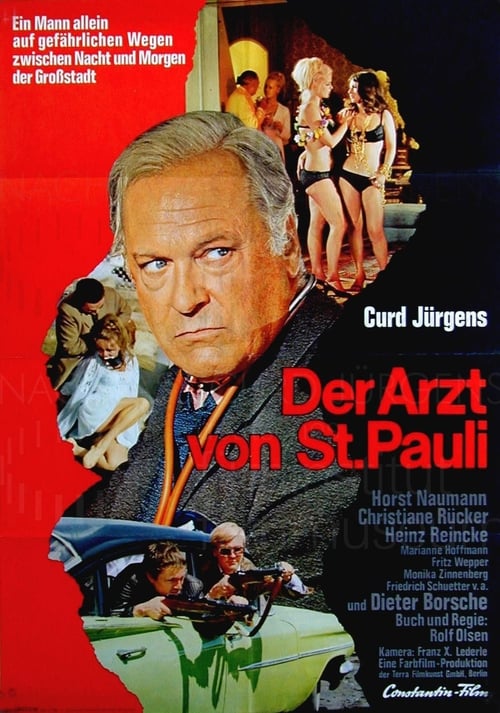 Ein Mann allein
auf gefährlichen Wegen
zwischen Nacht und Morgen
der Großstadt
Curd Jürgens
Der Arzt
von St. Pauli
Horst Naumann
Christiane Rücker
Heinz Reincke
Marianne Hoffmann
Fritz Wepper
Monika Zinnenberg
Friedrich Schuetter v. a.
und Dieter Borsche
Buch und Regie:
Rolf Olsen
Kamera: Franz X. Lederle
Eine Farbfilm-Produktion
der Terra Filmkunst GmbH, Berlin
Constantin-Film